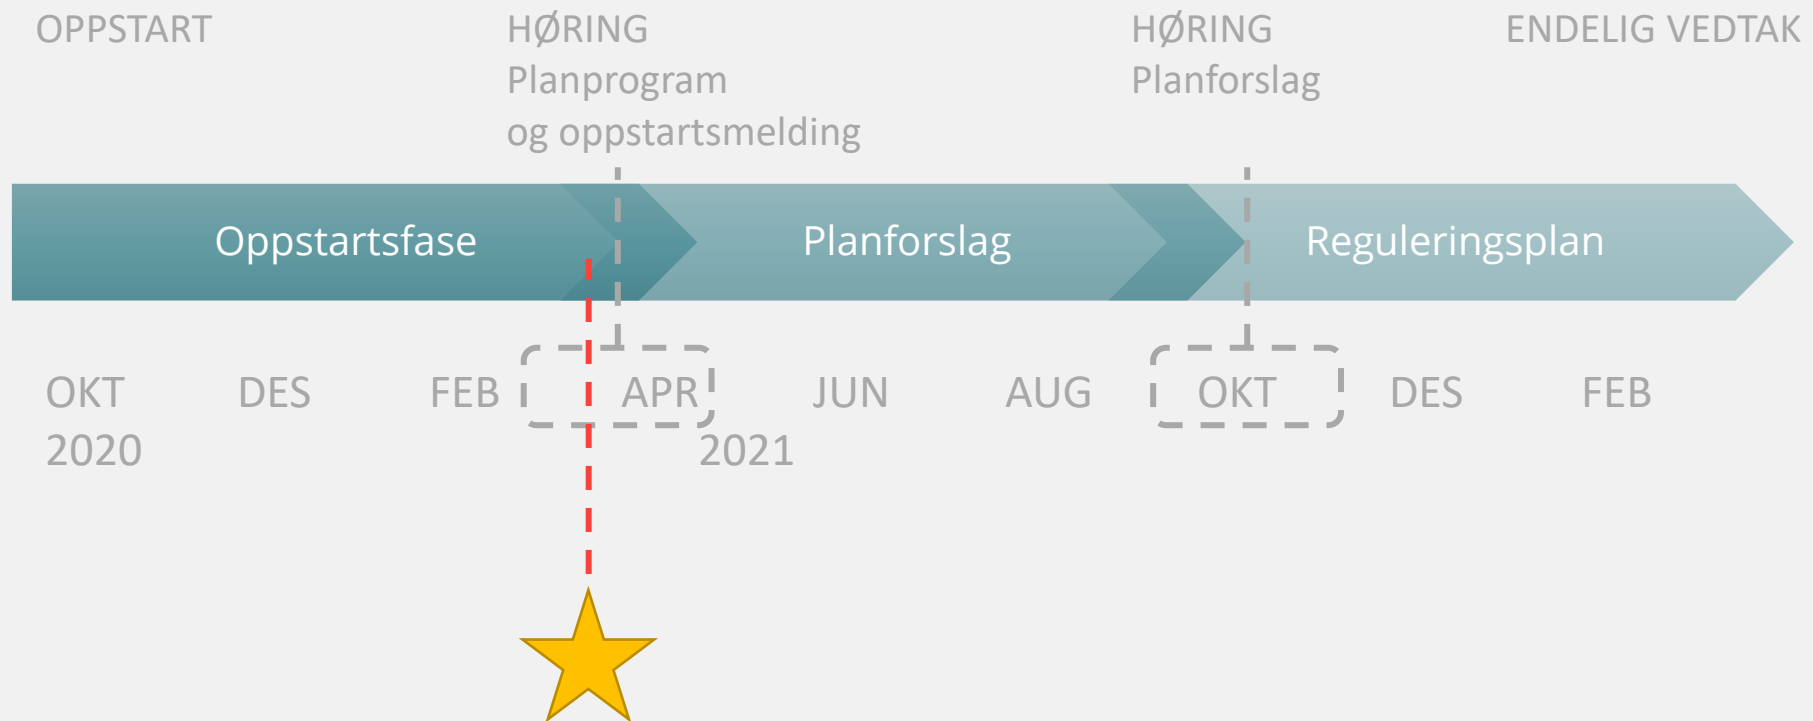 OPPSTART
HØRING
Planprogram
og oppstartsmelding
HØRING
Planforslag
ENDELIG VEDTAK
Oppstartsfase
Planforslag
Reguleringsplan
OKT
2020
DES
FEB
APR
2021
JUN
AUG
OKT
DES
FEB